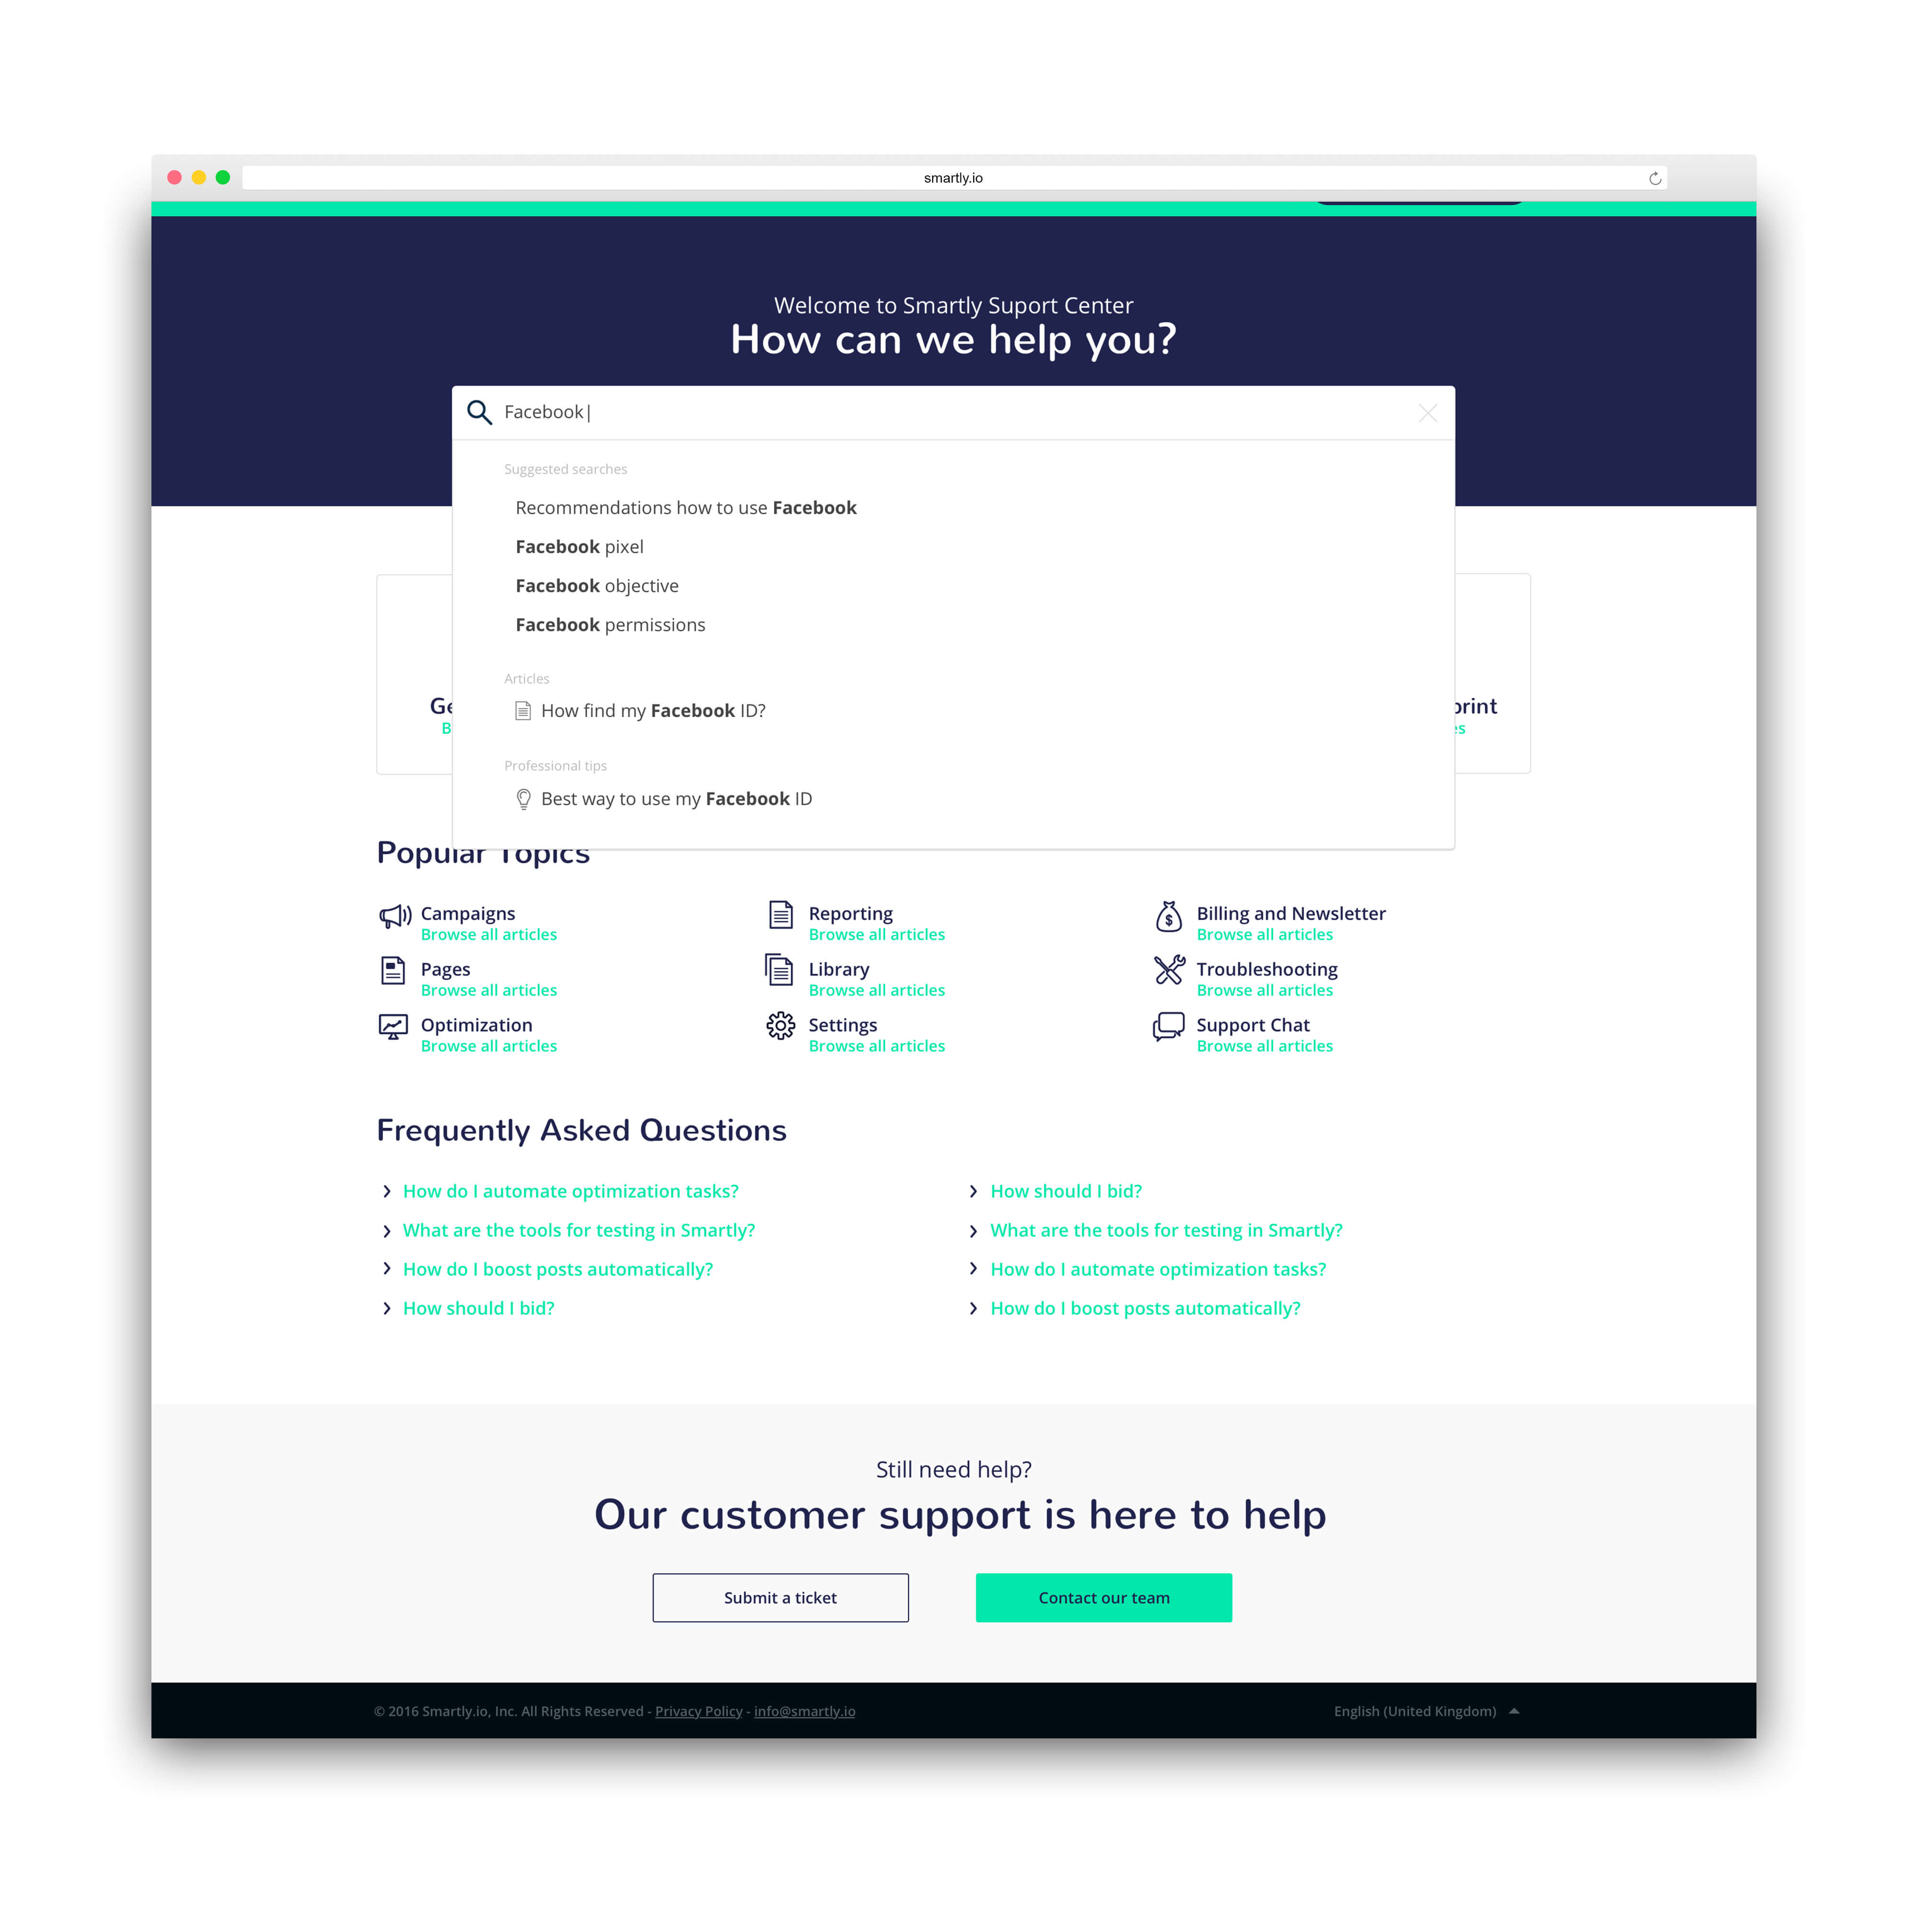 smartly.io
Welcome to Smartly Suport Center
How can we help you?
Facebook|
Suggested searches
Recommendations how to use Facebook
Facebook pixel
Facebook objective
Facebook permissions
Articles
How find my Facebook ID?
Professional tips
Best way to use my Facebook ID
Popular Topics
Campaigns
Browse all articles
Reporting
Browse all articles
Billing and Newsletter
Browse all articles
Pages
Browse all articles
Library
Browse all articles
Troubleshooting
Browse all articles
Optimization
Browse all articles
Settings
Browse all articles
Support Chat
Browse all articles
Frequently Asked Questions
How do I automate optimization tasks?
What are the tools for testing in Smartly?
How do I boost posts automatically?
How should I bid?
How should I bid?
What are the tools for testing in Smartly?
How do I automate optimization tasks?
How do I boost posts automatically?
Still need help?
Our customer support is here to help
Submit a ticket
Contact our team
© 2016 Smartly.io, Inc. All Rights Reserved - Privacy Policy - info@smartly.io
English (United Kingdom)